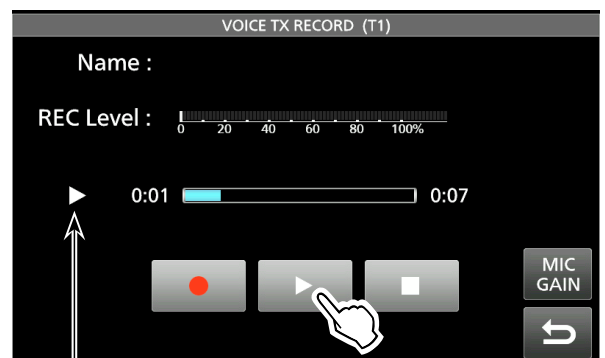 VOICE TX RECORD (T1)
Name :
REC Level :
0 20 40 60 80 100%
0:01 0:07
MIC
GAIN